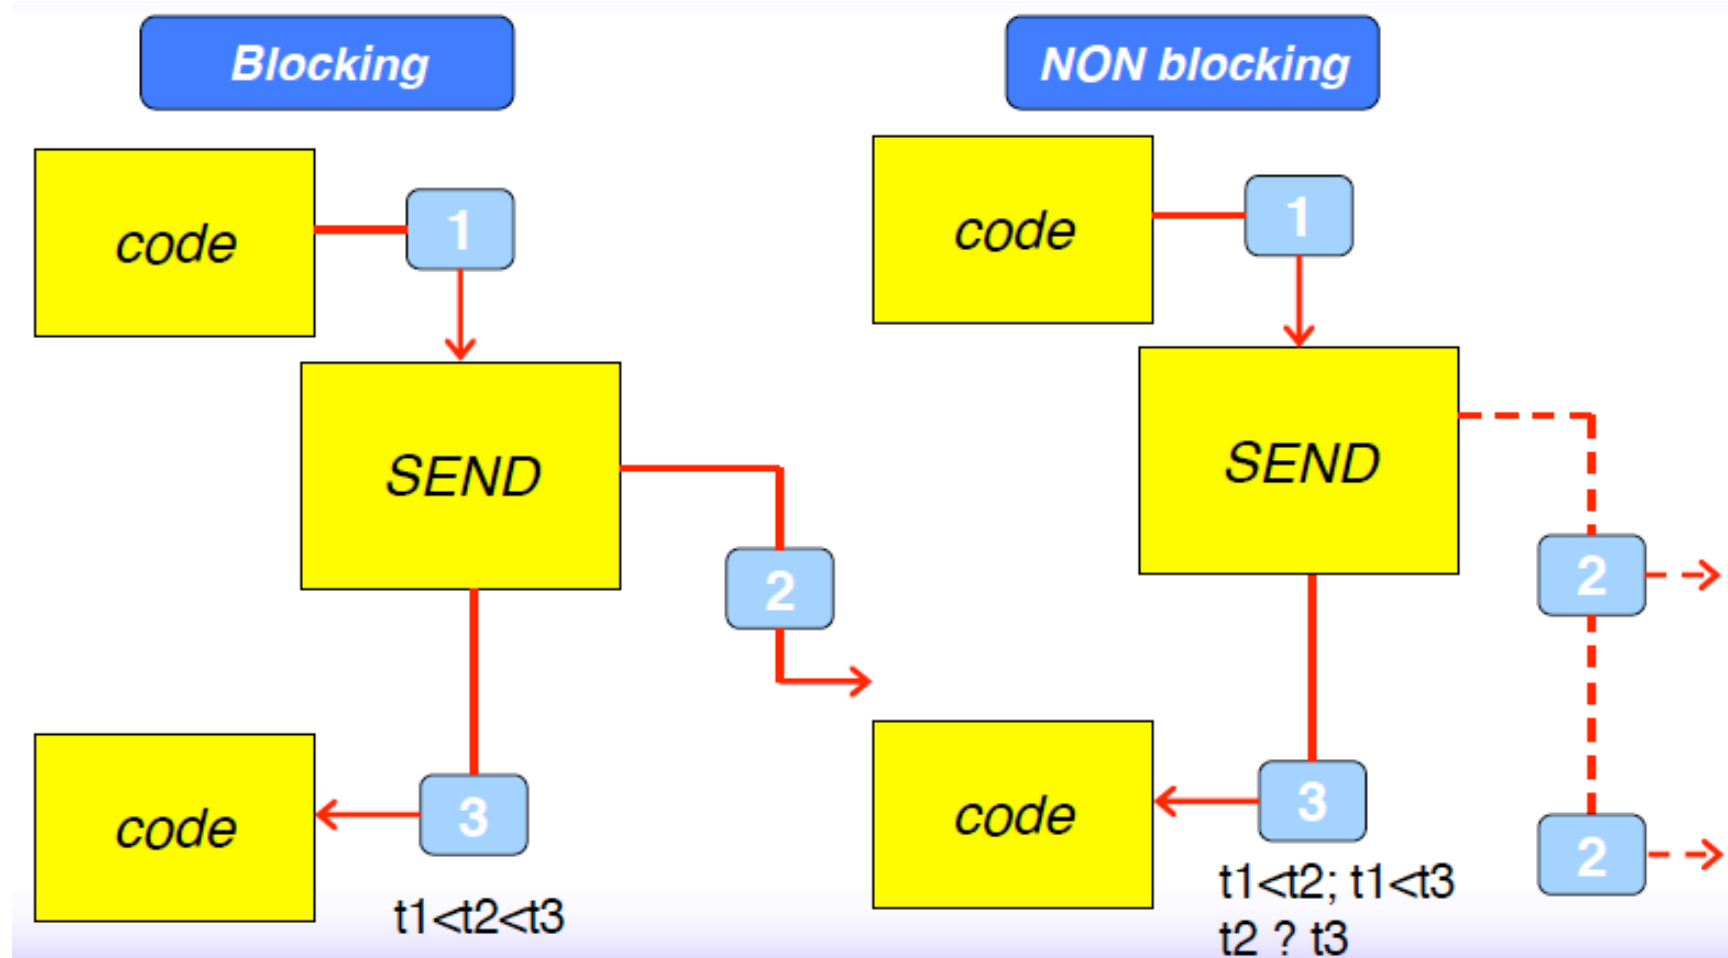 Blocking
code
1
SEND
2
code
3
t1<t2<t3
NON blocking
code
1
SEND
2
code
3
2
t1<t2; t1<t3
t2 ? t3